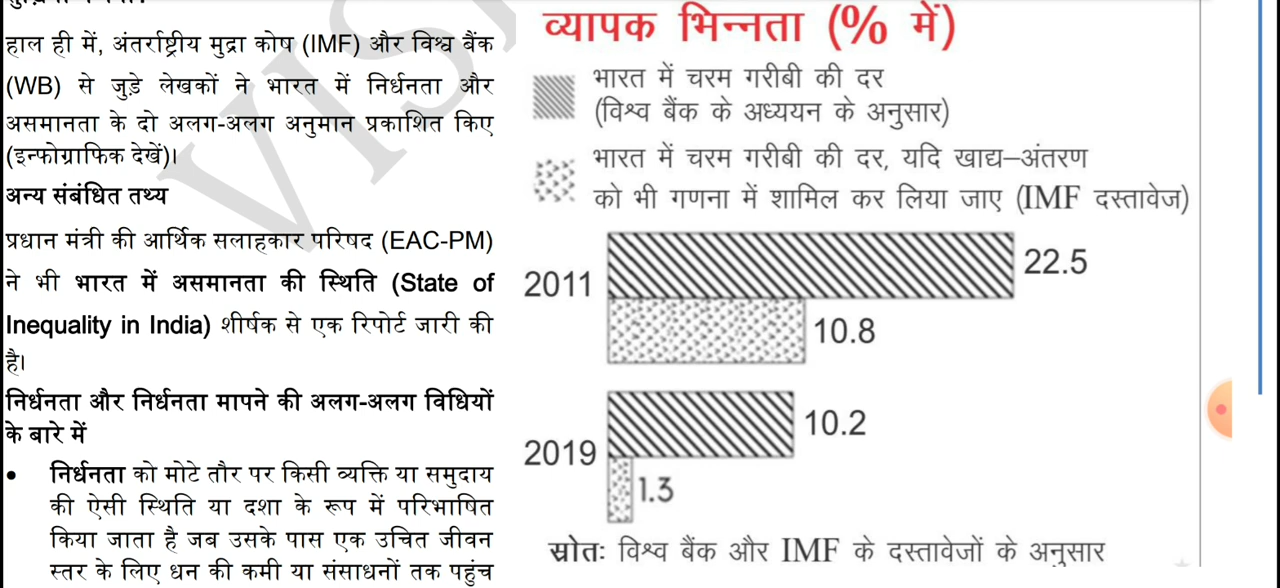 हाल ही में, अंतर्राष्ट्रीय मुद्रा कोष (IMF) और विश्व बैंक
(WB) से जुड़े लेखकों ने भारत में निर्धनता और
असमानता के दो अलग-अलग अनुमान प्रकाशित किए
(इन्फोग्राफिक देखें)।
अन्य संबंधित तथ्य
प्रधान मंत्री की आर्थिक सलाहकार परिषद (EAC-PM)
ने भी भारत में असमानता की स्थिति (State of
Inequality in India) शीर्षक से एक रिपोर्ट जारी की
है।
निर्धनता और निर्धनता मापने की अलग-अलग विधियों
के बारे में
• निर्धनता को मोटे तौर पर किसी व्यक्ति या समुदाय
की ऐसी स्थिति या दशा के रूप में परिभाषित
किया जाता है जब उसके पास एक उचित जीवन
स्तर के लिए धन की कमी या संसाधनों तक पहुंच
व्यापक भिन्नता (% में)
भारत में चरम गरीबी की दर
(विश्व बैंक के अध्ययन के अनुसार)
भारत में चरम गरीबी की दर, यदि खाद्य–अंतरण
को भी गणना में शामिल कर लिया जाए (IMF दस्तावेज)
2011
22.5
10.8
2019
10.2
1.3
स्रोतः विश्व बैंक और IMF के दस्तावेजों के अनुसार